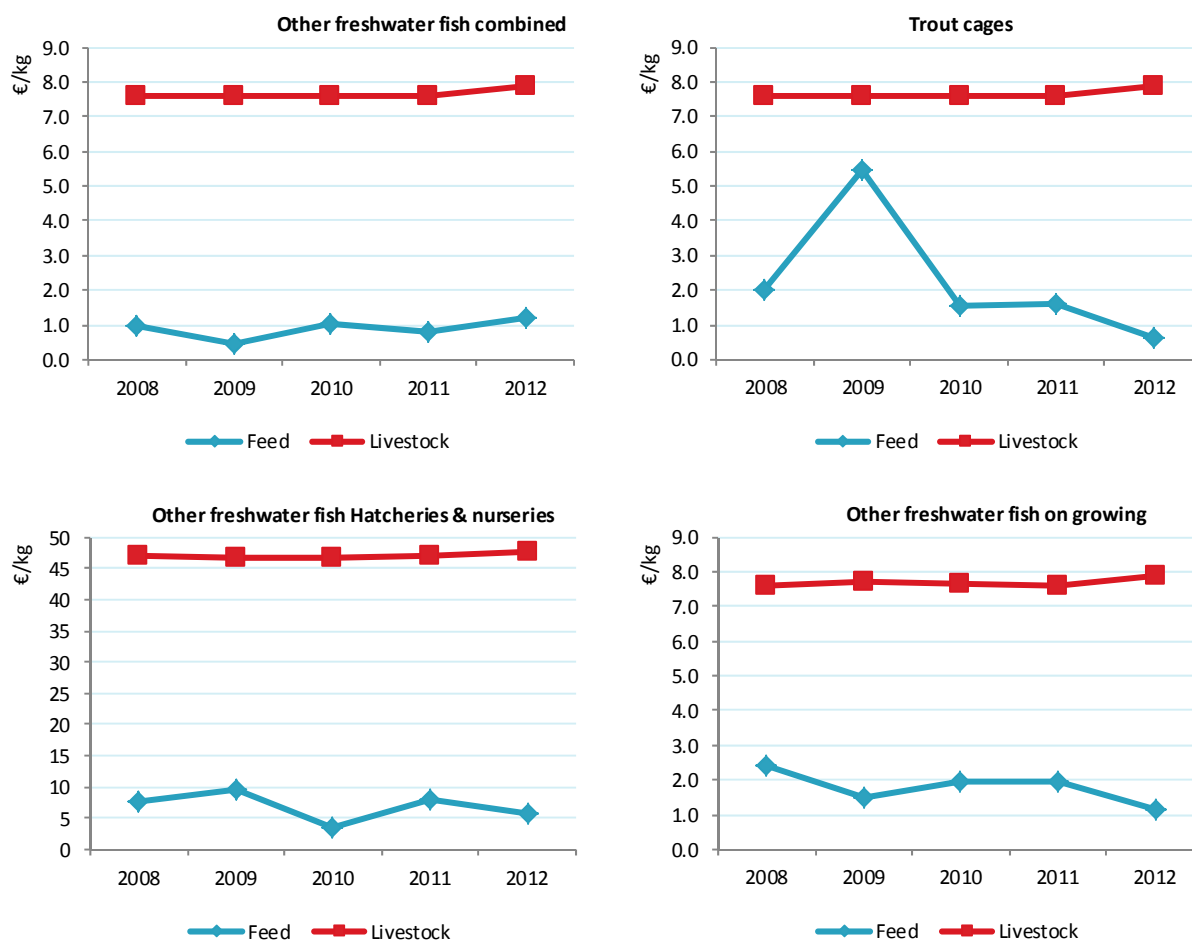 Other freshwater fish combined
€/kg
9.0
8.0
7.0
6.0
5.0
4.0
3.0
2.0
1.0
0.0
2008 2009 2010 2011 2012
Feed Livestock
Trout cages
€/kg
9.0
8.0
7.0
6.0
5.0
4.0
3.0
2.0
1.0
0.0
2008 2009 2010 2011 2012
Feed Livestock
Other freshwater fish Hatcheries & nurseries
€/kg
50
45
40
35
30
25
20
15
10
5
0
2008 2009 2010 2011 2012
Feed Livestock
Other freshwater fish on growing
€/kg
9.0
8.0
7.0
6.0
5.0
4.0
3.0
2.0
1.0
0.0
2008 2009 2010 2011 2012
Feed Livestock